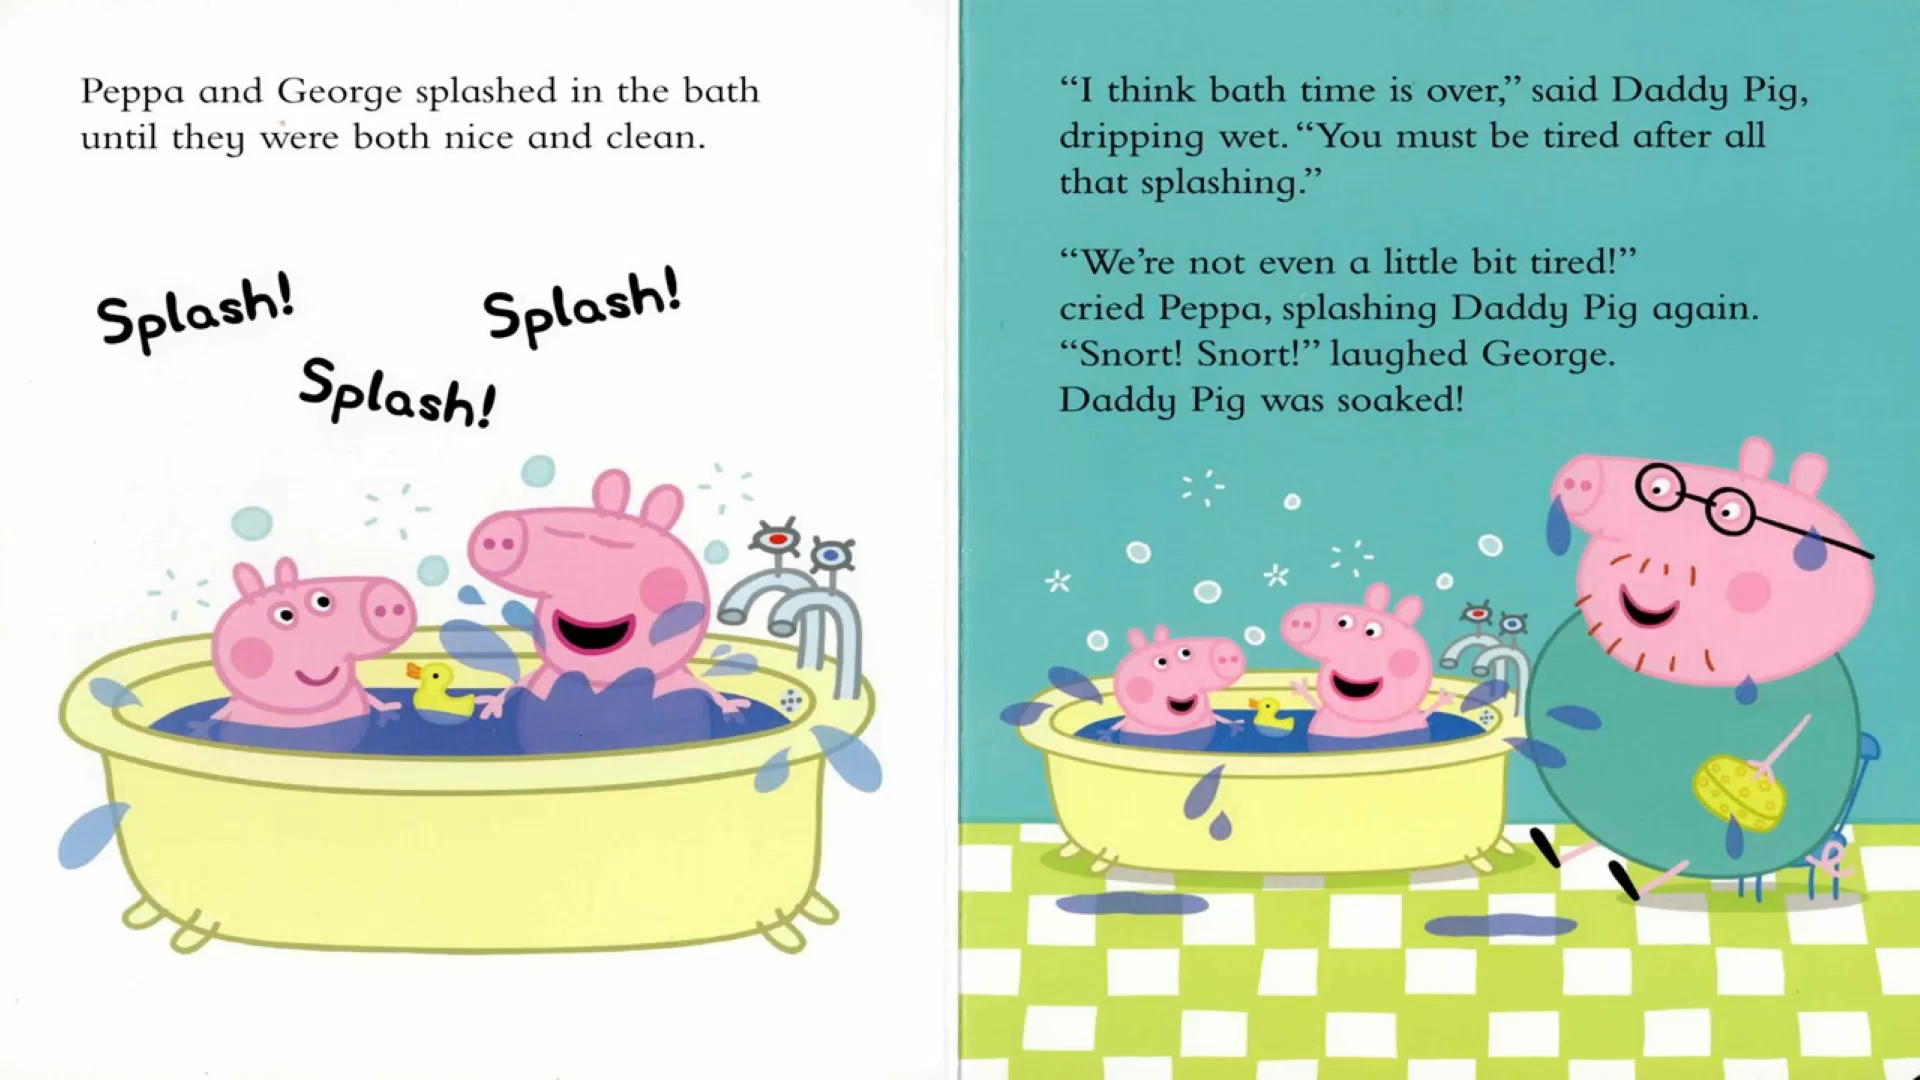 Peppa and George splashed in the bath
until they were both nice and clean.
Splash!
Splash!
Splash!
“I think bath time is over,” said Daddy Pig,
dripping wet. “You must be tired after all
that splashing.”
“We’re not even a little bit tired!”
cried Peppa, splashing Daddy Pig again.
“Snort! Snort!” laughed George.
Daddy Pig was soaked!